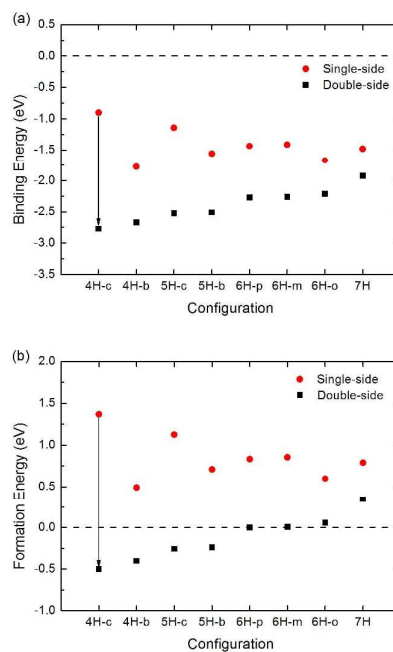 (a)
0.5
0.0
-0.5
-1.0
-1.5
-2.0
-2.5
-3.0
-3.5
Binding Energy (eV)
Single-side
Double-side
4H-c 4H-b 5H-c 5H-b 6H-p 6H-m 6H-o 7H
Configuration
(b)
2.0
1.5
1.0
0.5
0.0
-0.5
-1.0
Formation Energy (eV)
Single-side
Double-side
4H-c 4H-b 5H-c 5H-b 6H-p 6H-m 6H-o 7H
Configuration